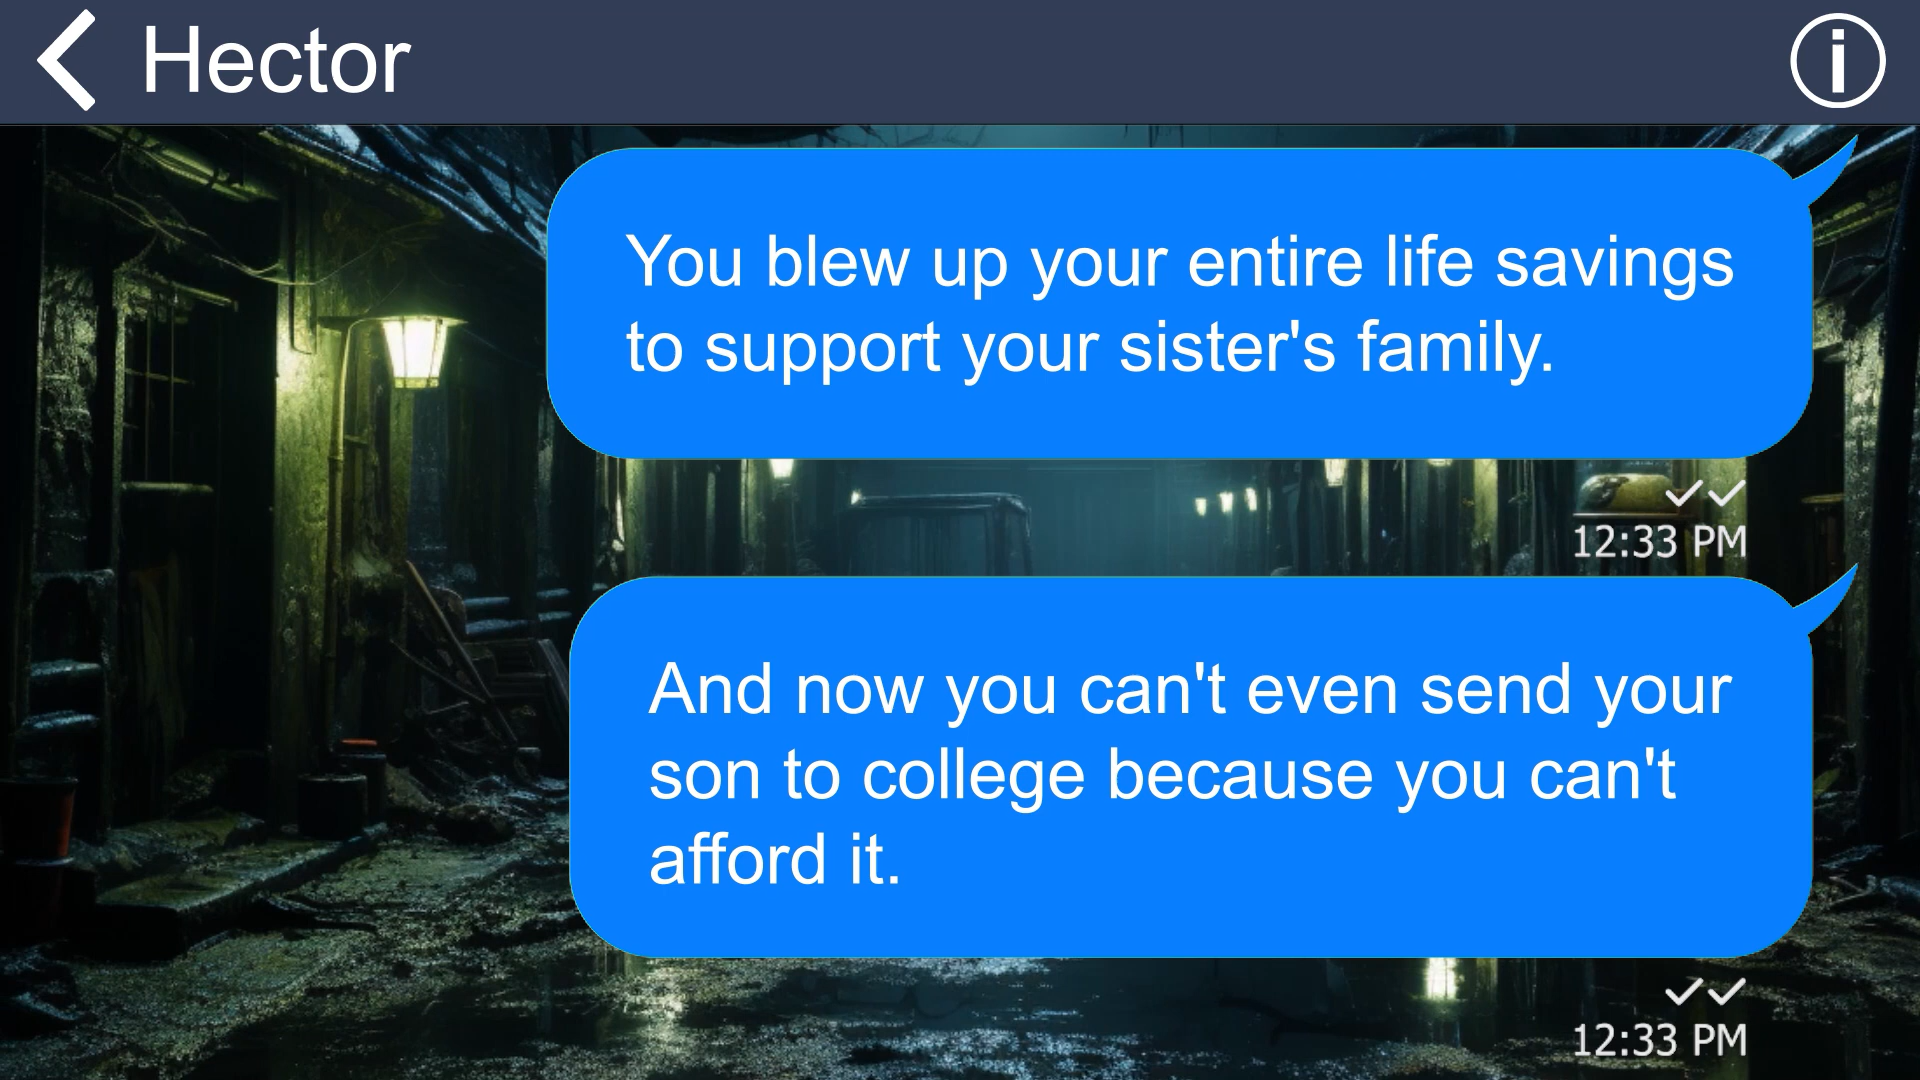 Hector
You blew up your entire life savings
to support your sister's family.
12:33 PM
And now you can't even send your
son to college because you can't
afford it.
12:33 PM